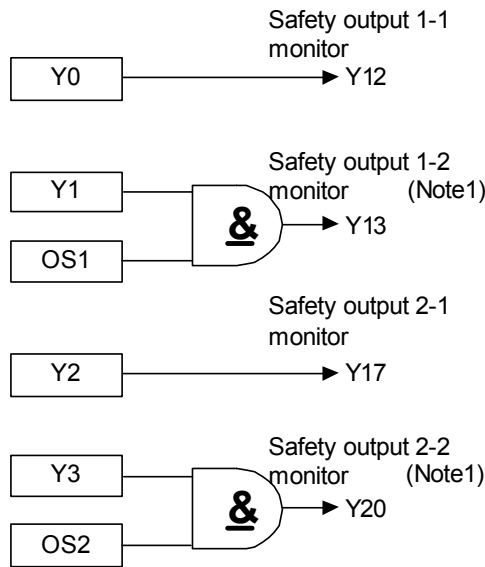 Safety output 1-1
monitor
Y0
Y12
Safety output 1-2
Y1
monitor (Note1)
&
Y13
OS1
Safety output 2-1
monitor
Y2
Y17
Safety output 2-2
Y3
monitor (Note1)
&
Y20
OS2